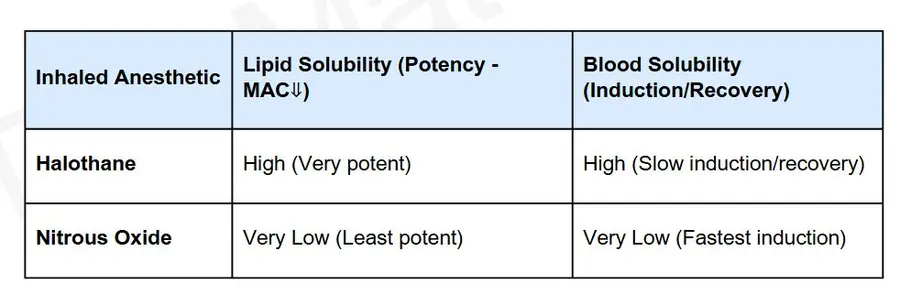 Inhaled Anesthetic
Lipid Solubility (Potency -
MAC⇓)
Blood Solubility
(Induction/Recovery)
Halothane
High (Very potent)
High (Slow induction/recovery)
Nitrous Oxide
Very Low (Least potent)
Very Low (Fastest induction)